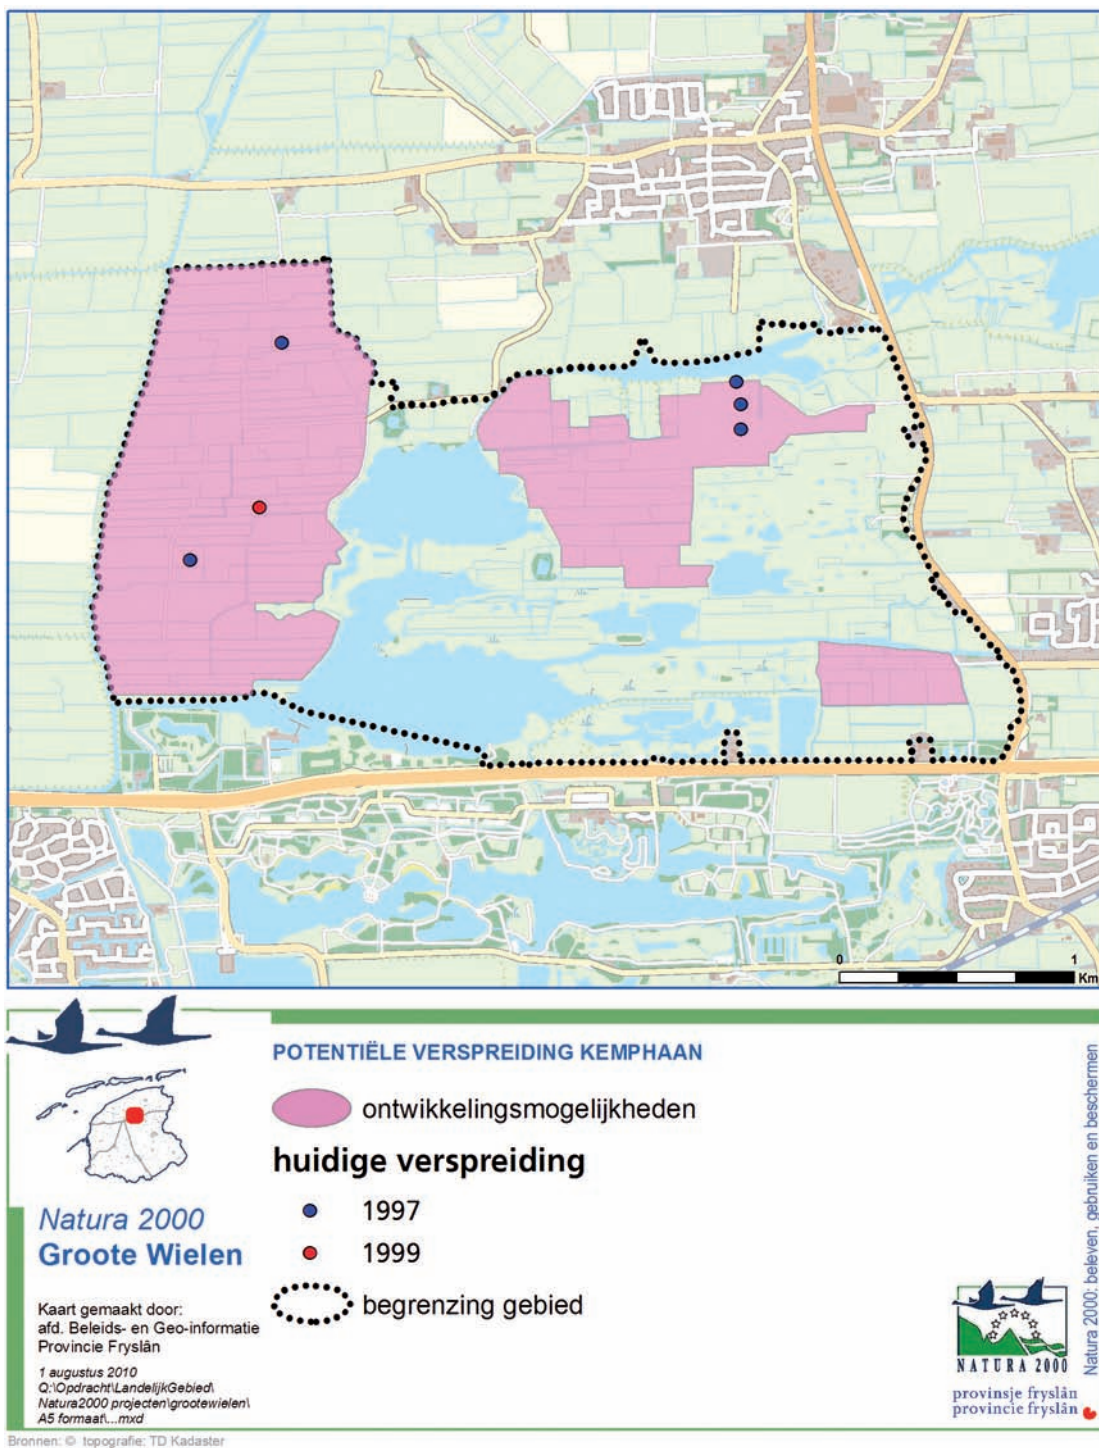 0 1
Km
POTENTIËLE VERSPREIDING KEMPHAAN
ontwikkelingsmogelijkheden
huidige verspreiding
1997
1999
begrenzing gebied
Natura 2000
Groote Wielen
Kaart gemaakt door:
afd. Beleids- en Geo-informatie
Provincie Fryslân
1 augustus 2010
Q:\Opdracht\LandelijkGebied\
Natura2000 projecten\grootewielen\
A5 formaat\...mxd
Natura 2000: beleven, gebruiken en beschermen
NATURA 2000
provinsje fryslân
provincie fryslân
Bronnen: © topografie: TD Kadaster